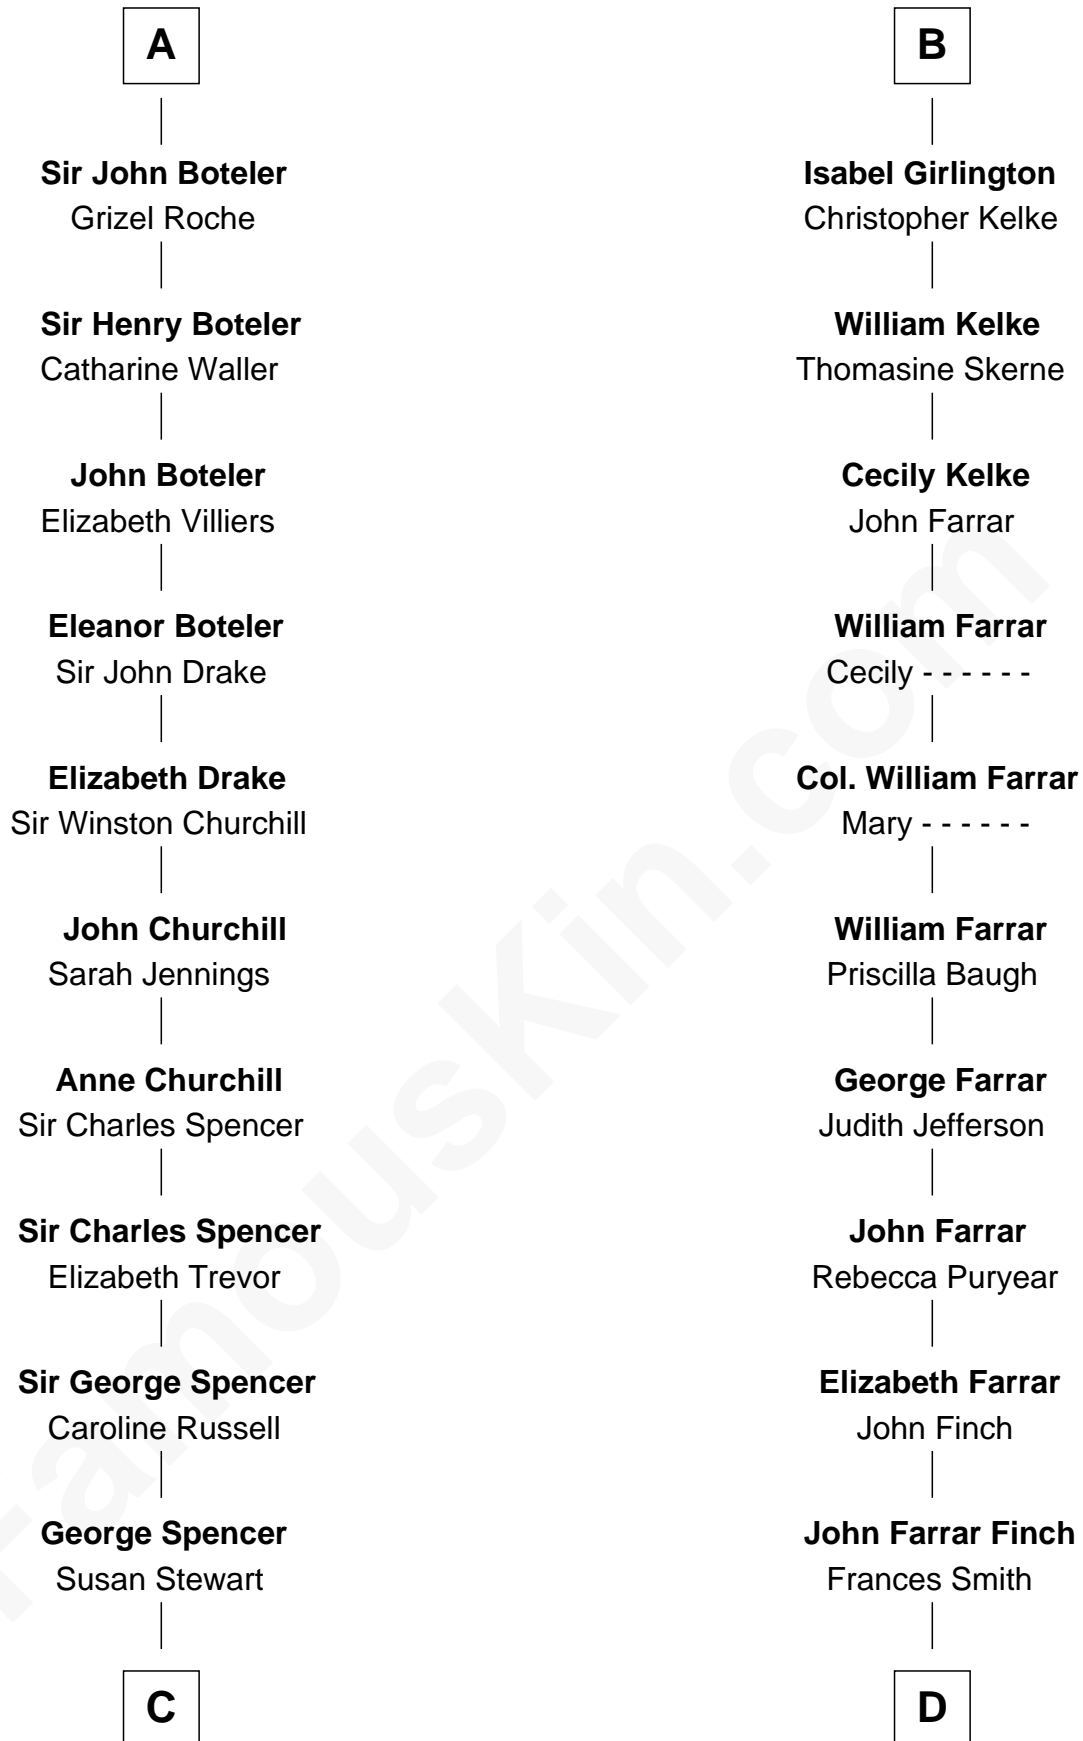 A
Sir John Boteler
Grizel Roche
Sir Henry Boteler
Catharine Waller
John Boteler
Elizabeth Villiers
Eleanor Boteler
Sir John Drake
Elizabeth Drake
Sir Winston Churchill
John Churchill
Sarah Jennings
Anne Churchill
Sir Charles Spencer
Sir Charles Spencer
Elizabeth Trevor
Sir George Spencer
Caroline Russell
George Spencer
Susan Stewart
C
B
Isabel Girlington
Christopher Kelke
William Kelke
Thomasine Skerne
Cecily Kelke
John Farrar
William Farrar
Cecily - - - - - -
Col. William Farrar
Mary - - - - - -
William Farrar
Priscilla Baugh
George Farrar
Judith Jefferson
John Farrar
Rebecca Puryear
Elizabeth Farrar
John Finch
John Farrar Finch
Frances Smith
D
FamousKin.com